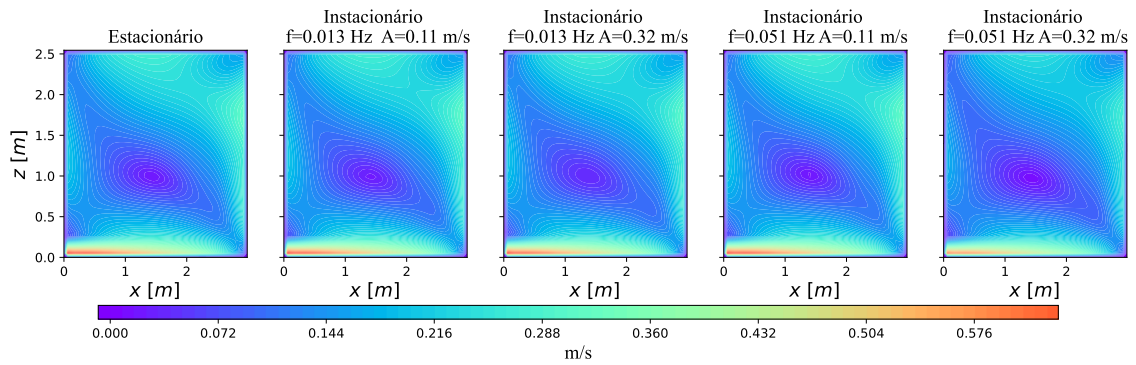 Estacionário
Instacionário
f=0.013 Hz A=0.11 m/s
Instacionário
f=0.013 Hz A=0.32 m/s
Instacionário
f=0.051 Hz A=0.11 m/s
Instacionário
f=0.051 Hz A=0.32 m/s
2.5
2.0
1.5
1.0
0.5
0.0
z [m]
0 1 2
0 1 2
0 1 2
0 1 2
0 1 2
x [m]
x [m]
x [m]
x [m]
x [m]
0.000 0.072 0.144 0.216 0.288 0.360 0.432 0.504 0.576
m/s